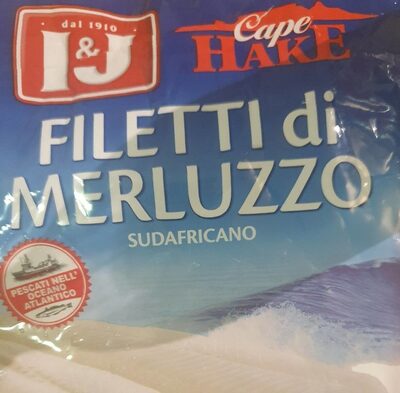 dal 1910
I&J
Cape
HAKE
FILETTI di
MERLUZZO
SUDAFRICANO
PESCATI NELL'
OCEANO
ATLANTICO